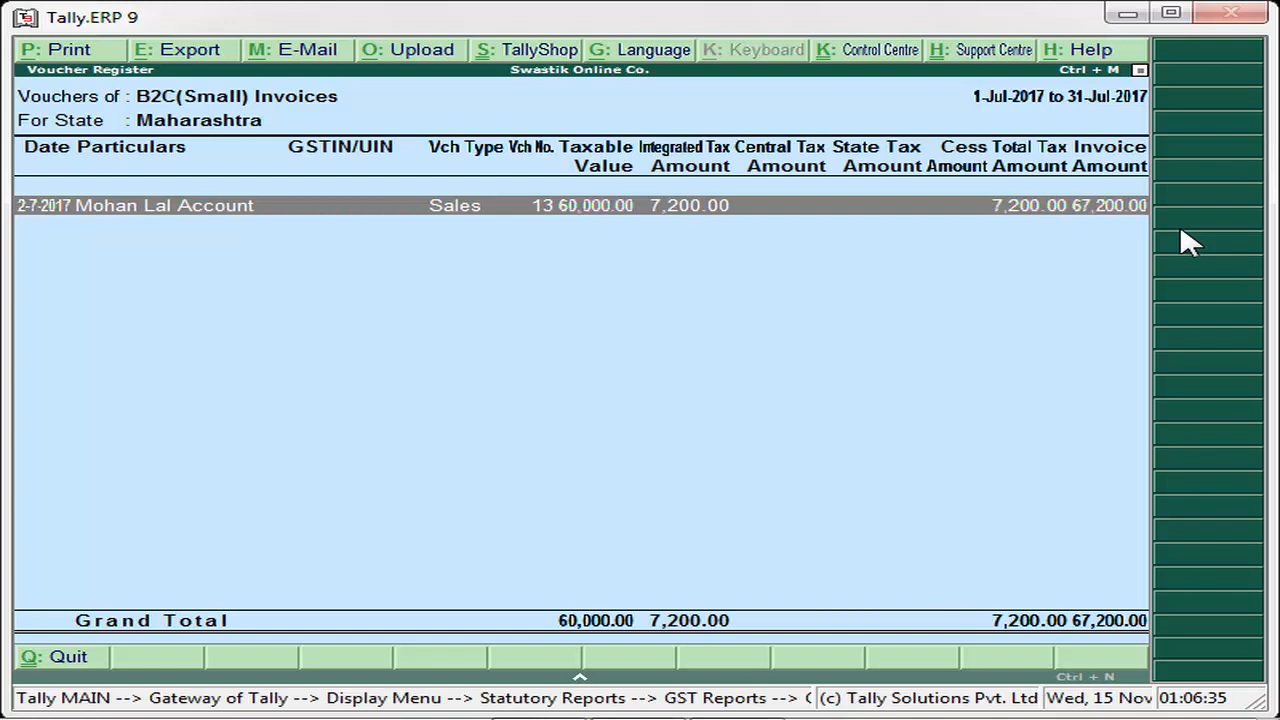 Tally.ERP 9
P: Print E: Export M: E-Mail O: Upload S: TallyShop G: Language K: Keyboard K: Control Centre H: Support Centre H: Help
Voucher Register Swastik Online Co. Ctrl + M
Vouchers of : B2C(Small) Invoices 1-Jul-2017 to 31-Jul-2017
For State : Maharashtra
Date Particulars GSTIN/UIN Vch Type Vch No. Taxable Integrated Tax Central Tax State Tax Cess Total Tax Invoice
Value Amount Amount Amount Amount Amount Amount
2-7-2017 Mohan Lal Account Sales 13 60,000.00 7,200.00 7,200.00 67,200.00
Grand Total 60,000.00 7,200.00 7,200.00 67,200.00
Q: Quit
Ctrl + N
Tally MAIN --> Gateway of Tally --> Display Menu --> Statutory Reports --> GST Reports --> (c) Tally Solutions Pvt. Ltd Wed, 15 Nov 01:06:35